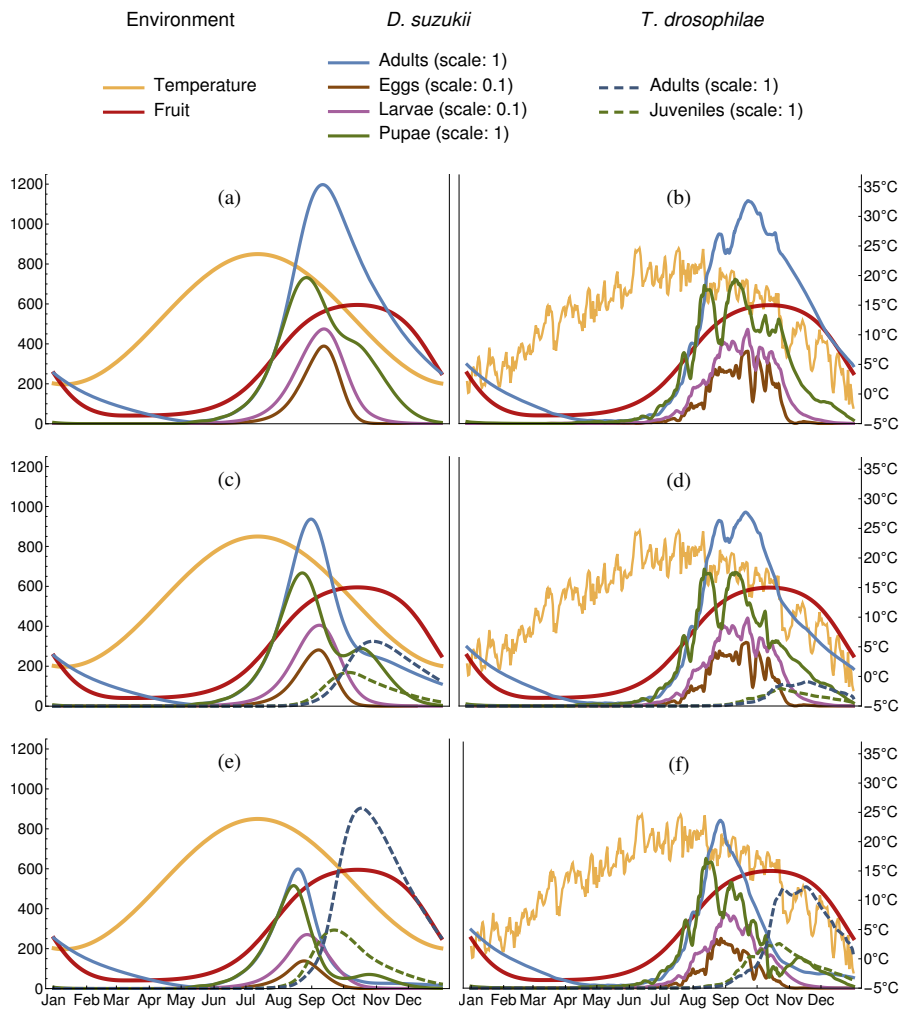 Environment D. suzukii T. drosophilae
Adults (scale: 1)
Temperature Eggs (scale: 0.1) Adults (scale: 1)
Fruit Larvae (scale: 0.1) Juveniles (scale: 1)
Pupae (scale: 1)
(a) (b)
1200 35°C
1000 30°C
25°C
800 20°C
600 15°C
400 10°C
5°C
200 0°C
0 −5°C
(c) (d)
1200 35°C
1000 30°C
25°C
800 20°C
600 15°C
400 10°C
5°C
200 0°C
0 −5°C
(e) (f)
1200 35°C
1000 30°C
25°C
800 20°C
600 15°C
400 10°C
5°C
200 0°C
0 −5°C
Jan Feb Mar Apr May Jun Jul Aug Sep Oct Nov Dec Jan Feb Mar Apr May Jun Jul Aug Sep Oct Nov Dec